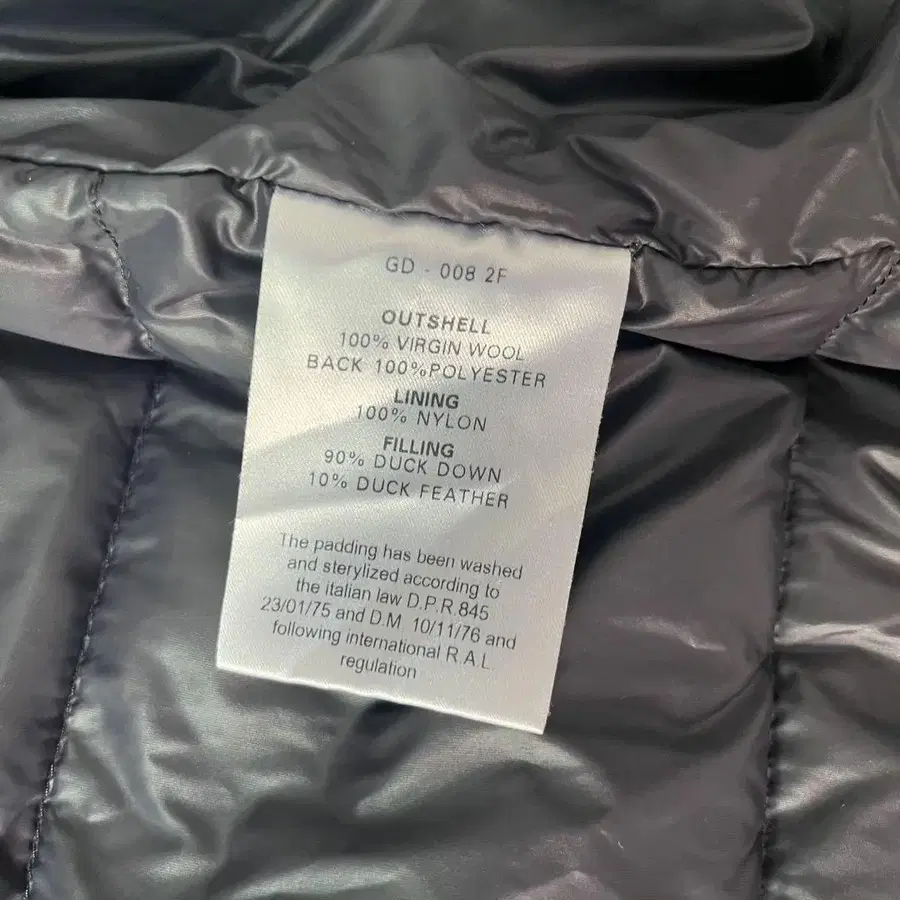 GD - 008 2F
OUTSHELL
100% VIRGIN WOOL
BACK 100%POLYESTER
LINING
100% NYLON
FILLING
90% DUCK DOWN
10% DUCK FEATHER
The padding has been washed
and sterylized according to
the italian law D.P.R.845
23/01/75 and D.M. 10/11/76 and
following international R.A.L.
regulation